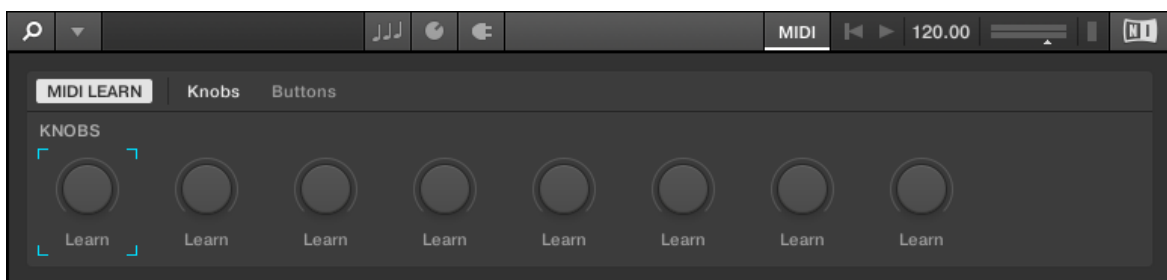 MIDI 120.00 NI
MIDI LEARN Knobs Buttons
KNOBS
Learn Learn Learn Learn Learn Learn Learn Learn